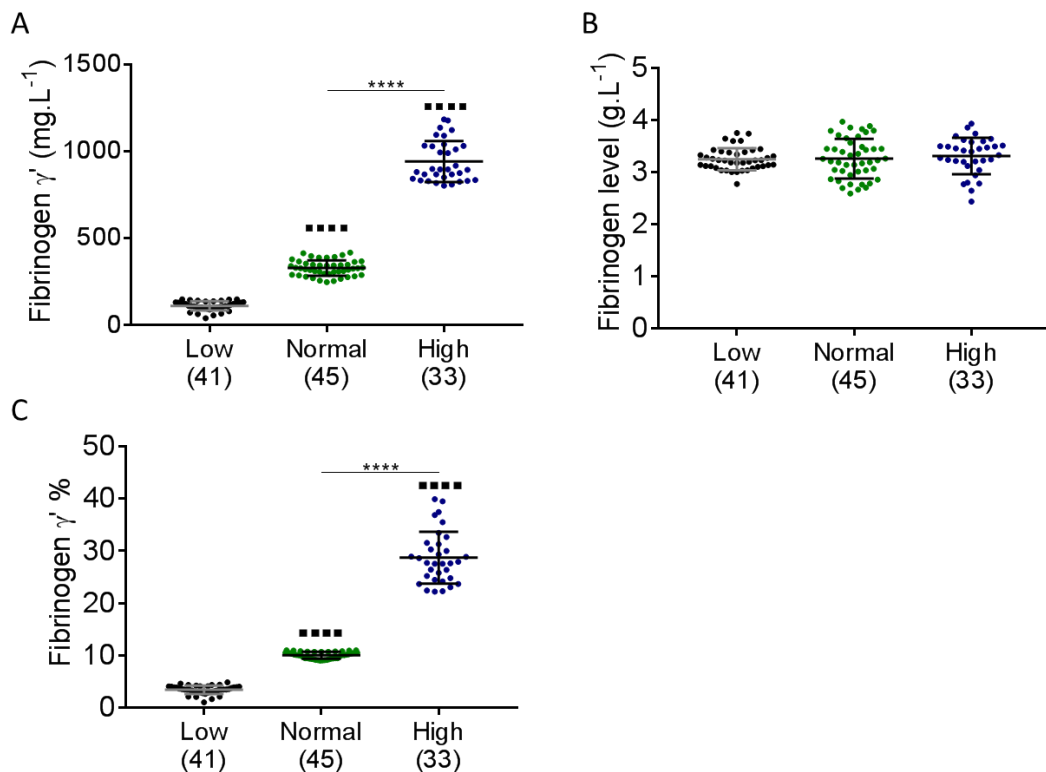 A
Fibrinogen γ' (mg.L⁻¹)
1500
1000
500
0
****
■■■■
■■■■
Low Normal High
(41) (45) (33)
B
Fibrinogen level (g.L⁻¹)
5
4
3
2
1
0
Low Normal High
(41) (45) (33)
C
Fibrinogen γ' %
50
40
30
20
10
0
****
■■■■
■■■■
Low Normal High
(41) (45) (33)